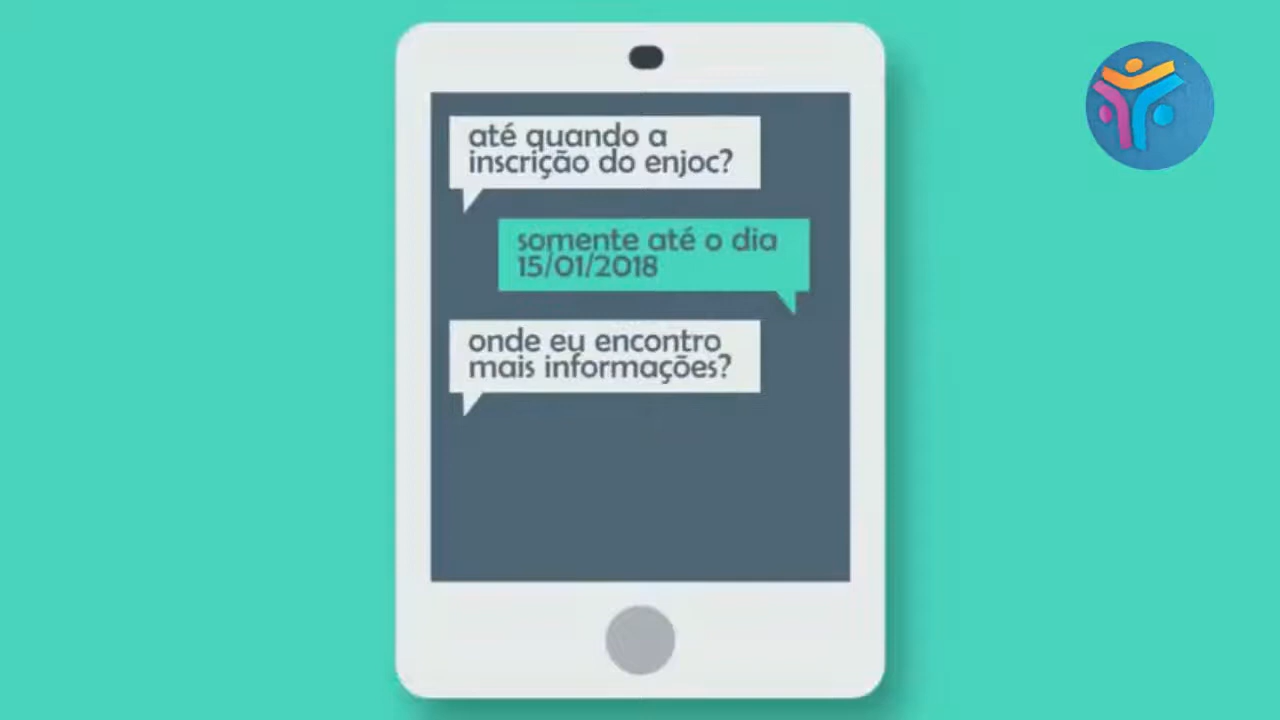 até quando a
inscrição do enjoc?
somente até o dia
15/01/2018
onde eu encontro
mais informações?